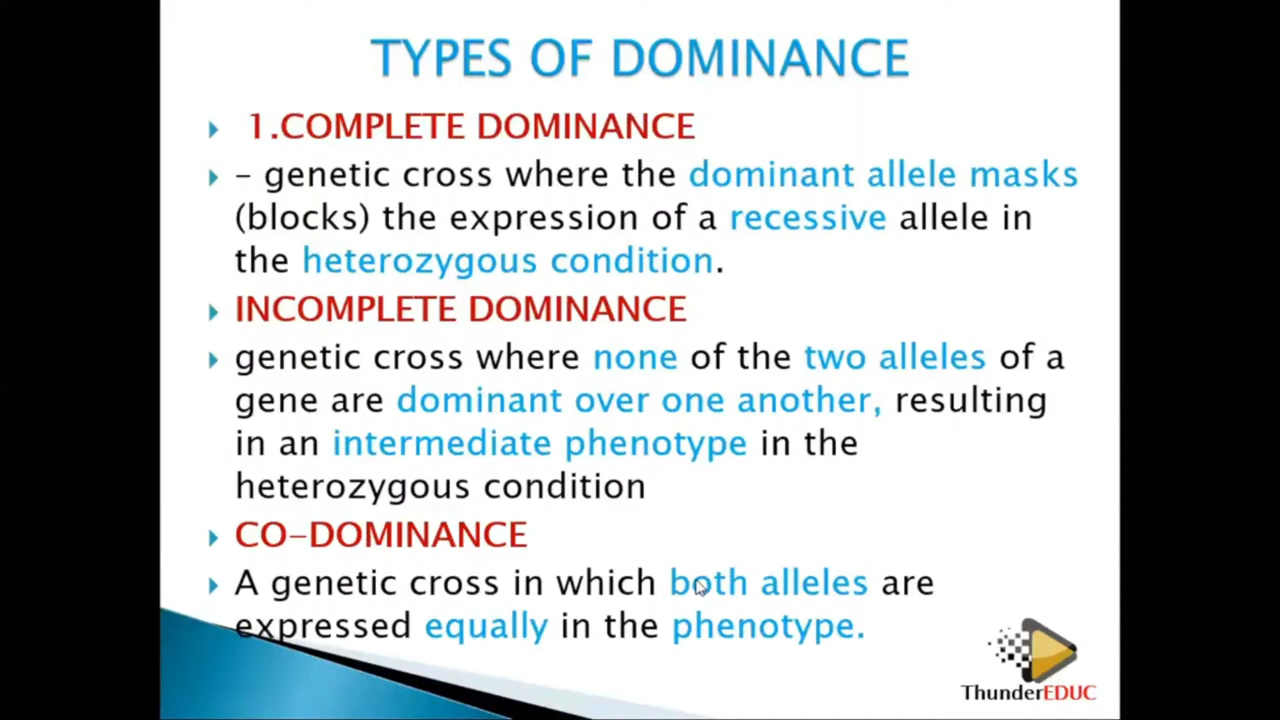 TYPES OF DOMINANCE
1.COMPLETE DOMINANCE
– genetic cross where the dominant allele masks
(blocks) the expression of a recessive allele in
the heterozygous condition.
INCOMPLETE DOMINANCE
genetic cross where none of the two alleles of a
gene are dominant over one another, resulting
in an intermediate phenotype in the
heterozygous condition
CO-DOMINANCE
A genetic cross in which both alleles are
expressed equally in the phenotype.
ThunderEDUC